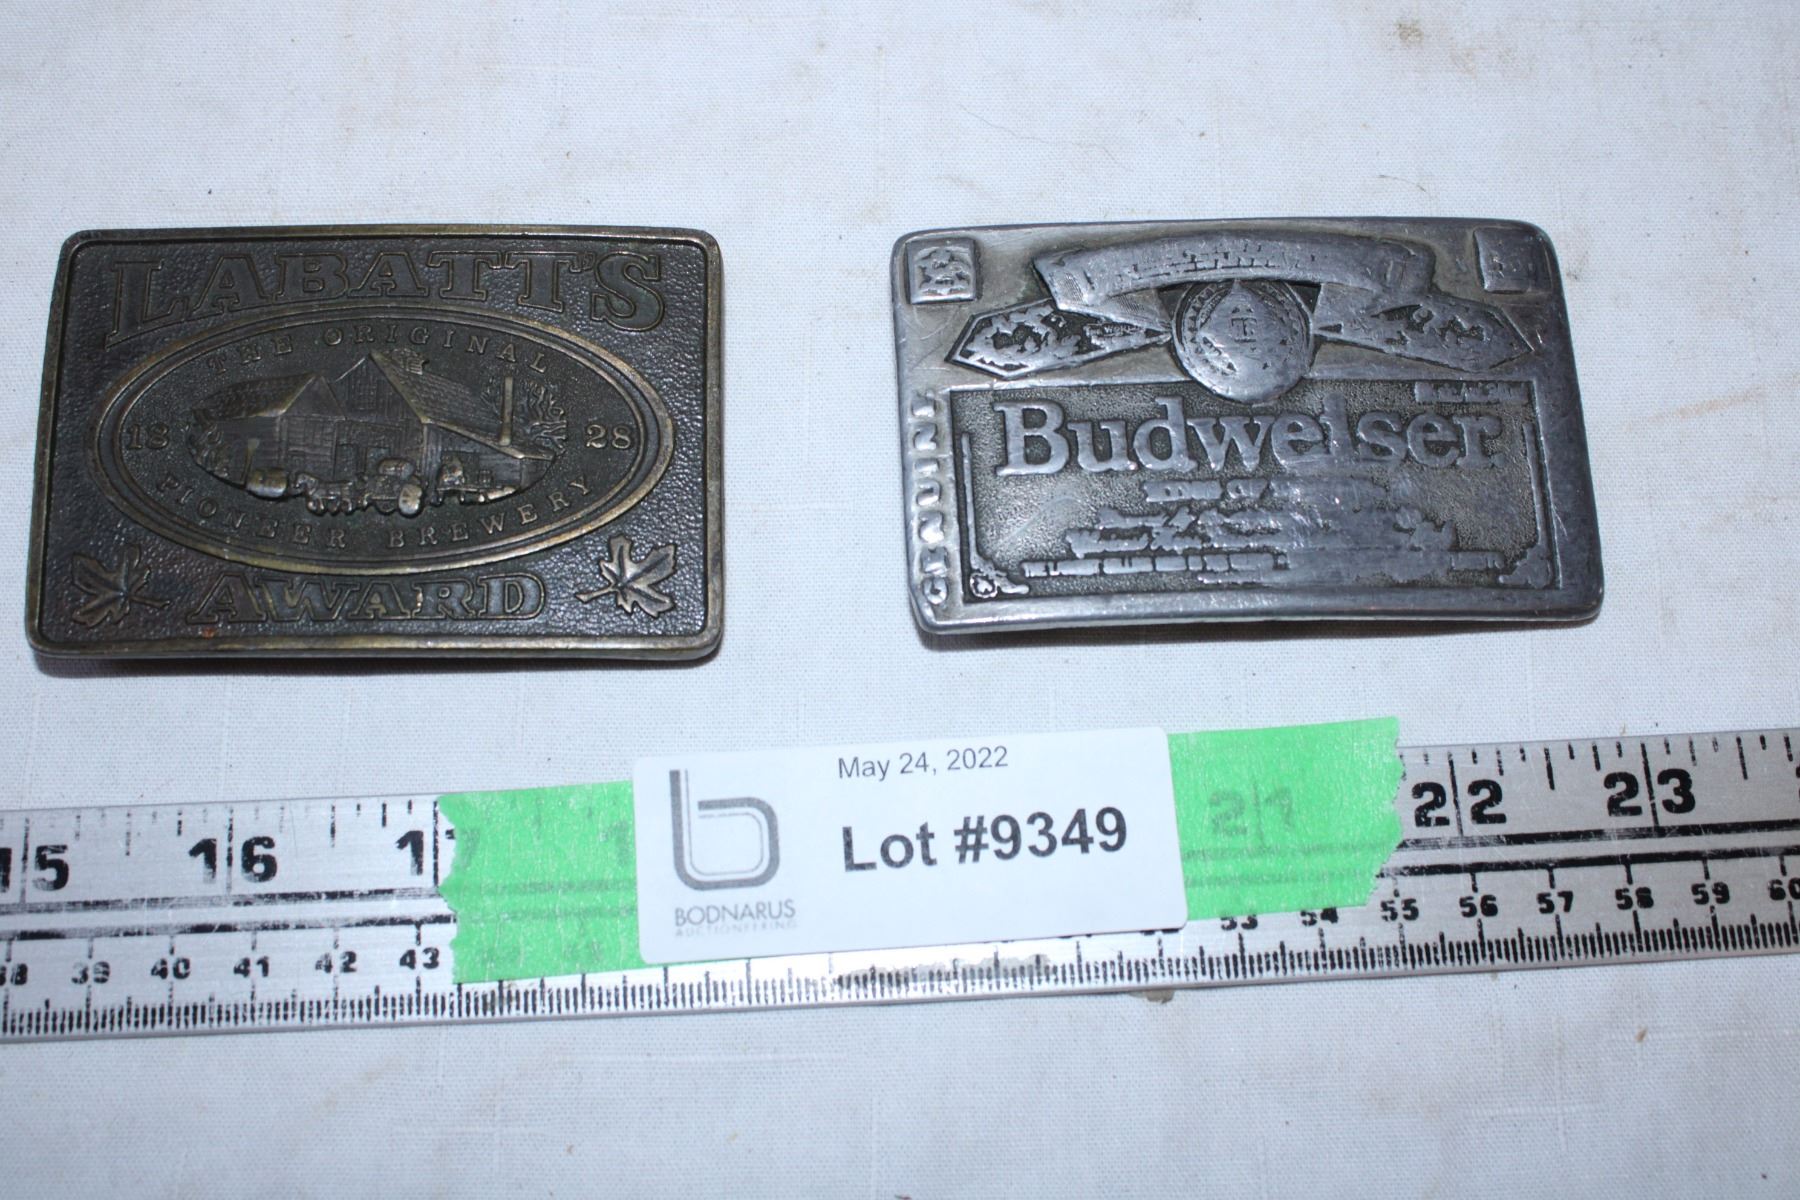 LABATT'S
THE ORIGINAL
18 28
PIONEER BREWERY
AWARD
GENUINE
Budweiser
May 24, 2022
Lot #9349
BODNARUS
AUCTIONEERING
15 16 17 21 22 23
38 39 40 41 42 43 53 54 55 56 57 58 59 60